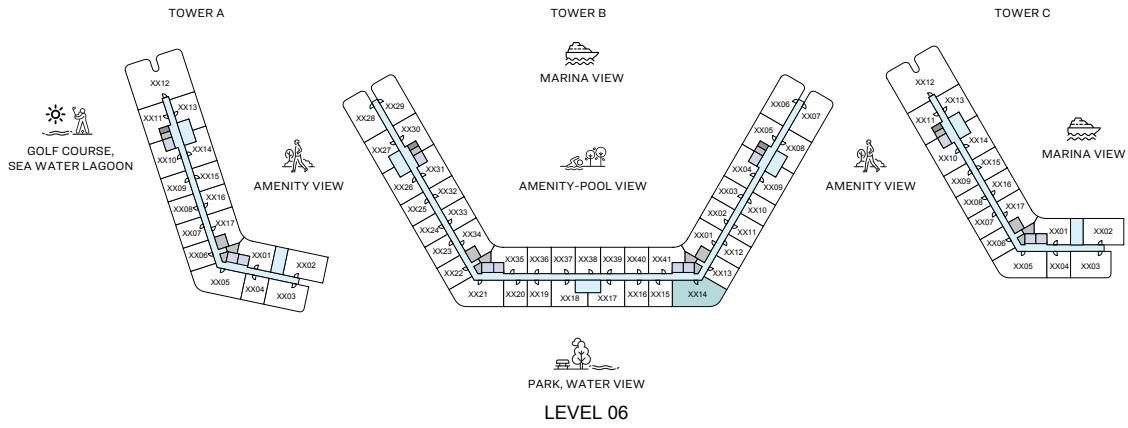 TOWER A
TOWER B
TOWER C
MARINA VIEW
GOLF COURSE,
SEA WATER LAGOON
AMENITY VIEW
AMENITY-POOL VIEW
AMENITY VIEW
MARINA VIEW
XX12
XX13
XX11
XX14
XX10
XX15
XX09
XX16
XX08
XX17
XX07
XX06
XX01
XX02
XX05
XX04
XX03
XX29
XX28
XX30
XX27
XX31
XX26
XX32
XX25
XX33
XX24
XX34
XX23
XX22
XX35
XX36
XX37
XX38
XX39
XX40
XX41
XX21
XX20
XX19
XX18
XX17
XX16
XX15
XX14
XX06
XX07
XX05
XX08
XX04
XX09
XX03
XX10
XX02
XX11
XX01
XX12
XX13
XX12
XX13
XX11
XX14
XX10
XX15
XX09
XX16
XX08
XX17
XX07
XX06
XX01
XX02
XX05
XX04
XX03
PARK, WATER VIEW
LEVEL 06